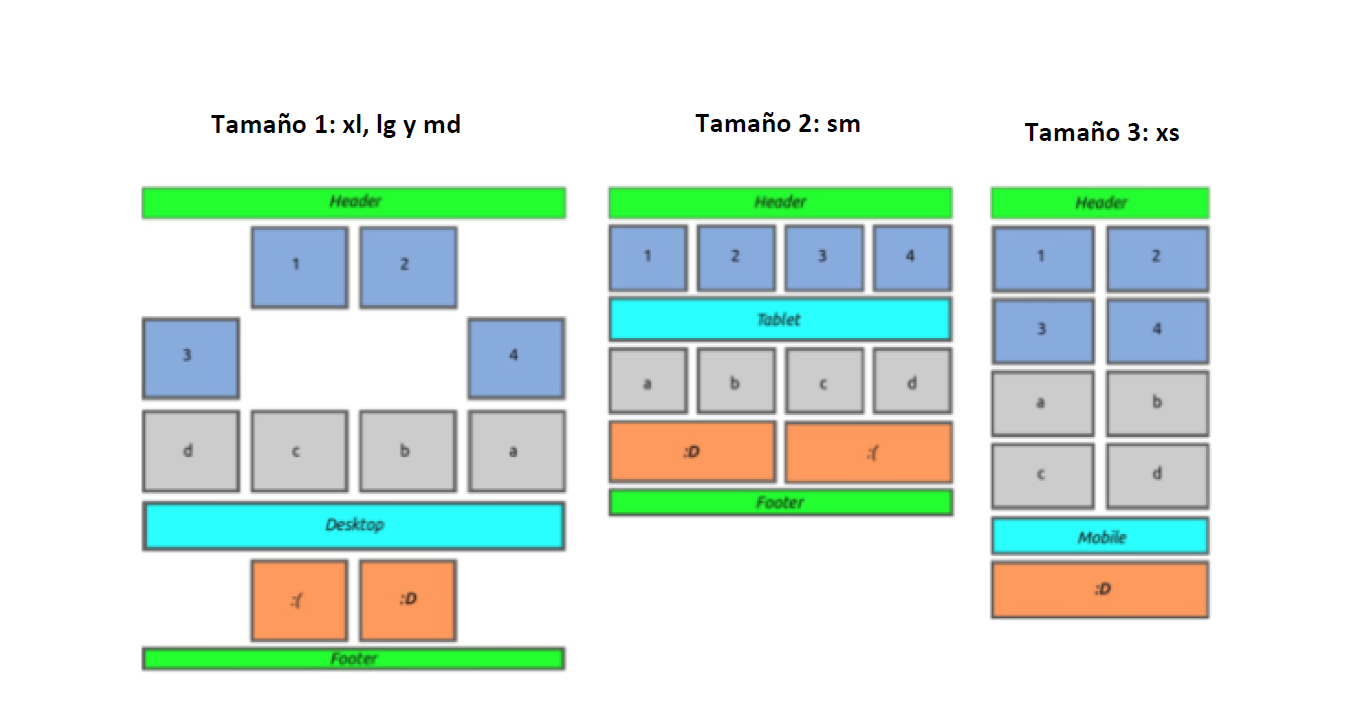 Tamaño 1: xl, lg y md
Header
1 2
3 4
d c b a
Desktop
:( :D
Footer
Tamaño 2: sm
Header
1 2 3 4
Tablet
a b c d
:D :(
Footer
Tamaño 3: xs
Header
1 2
3 4
a b
c d
Mobile
:D